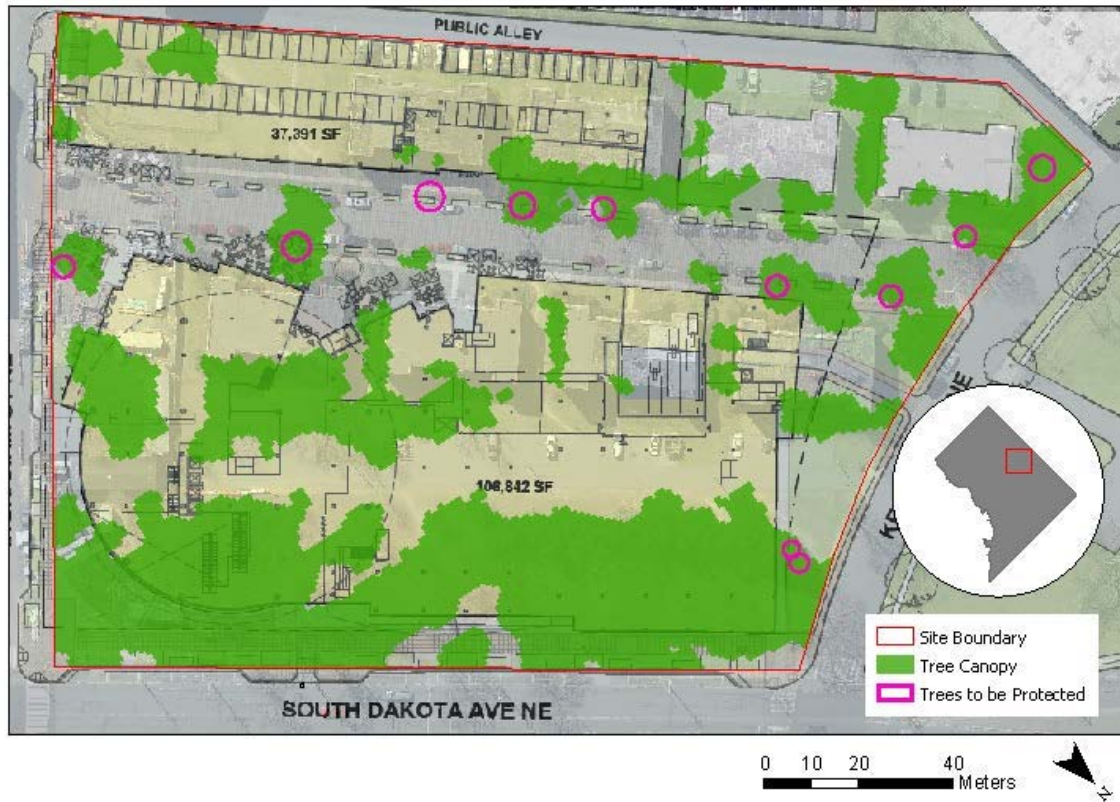 PUBLIC ALLEY
37,391 SF
106,842 SF
NE
SOUTH DAKOTA AVE NE
Site Boundary
Tree Canopy
Trees to be Protected
0 10 20 40
Meters
N